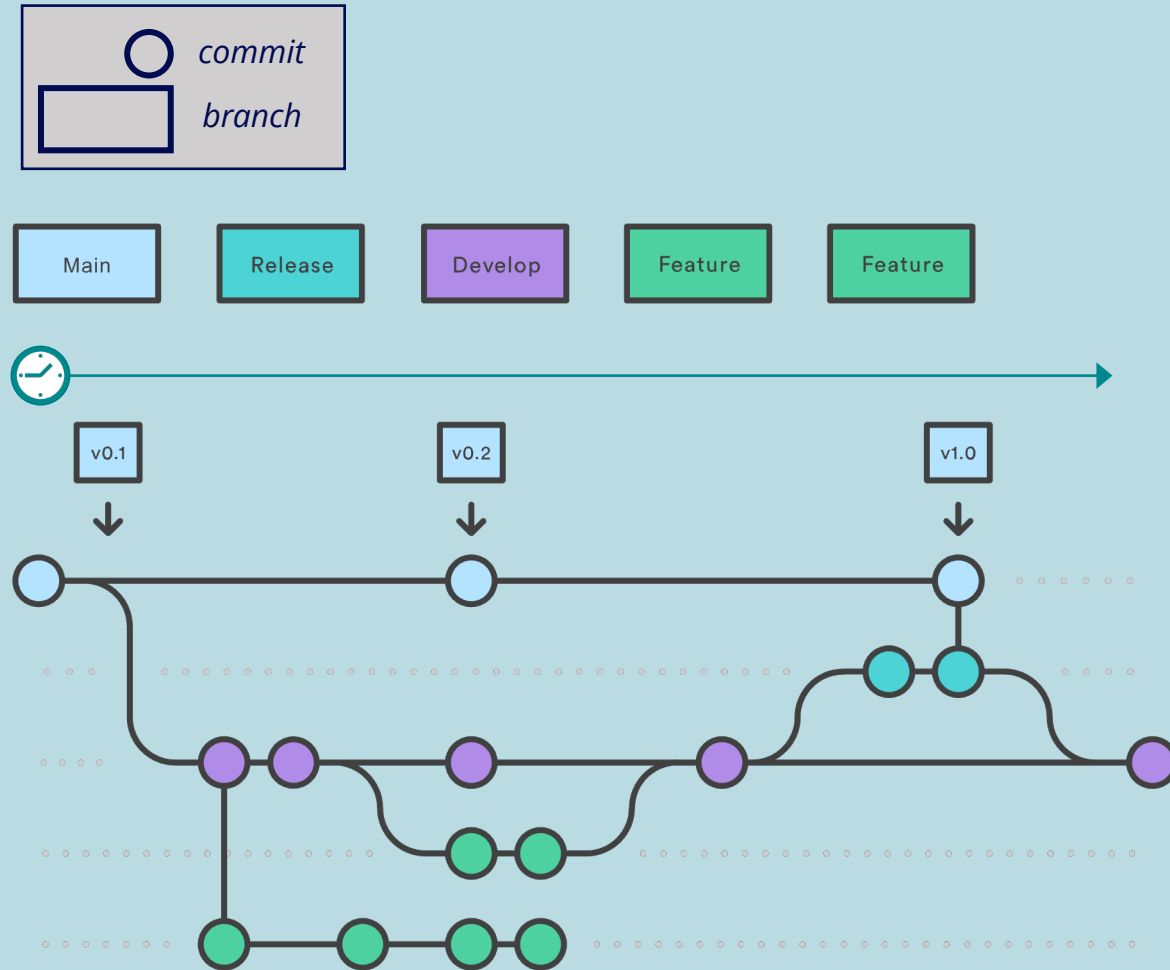 commit
branch
Main
Release
Develop
Feature
Feature
v0.1
v0.2
v1.0